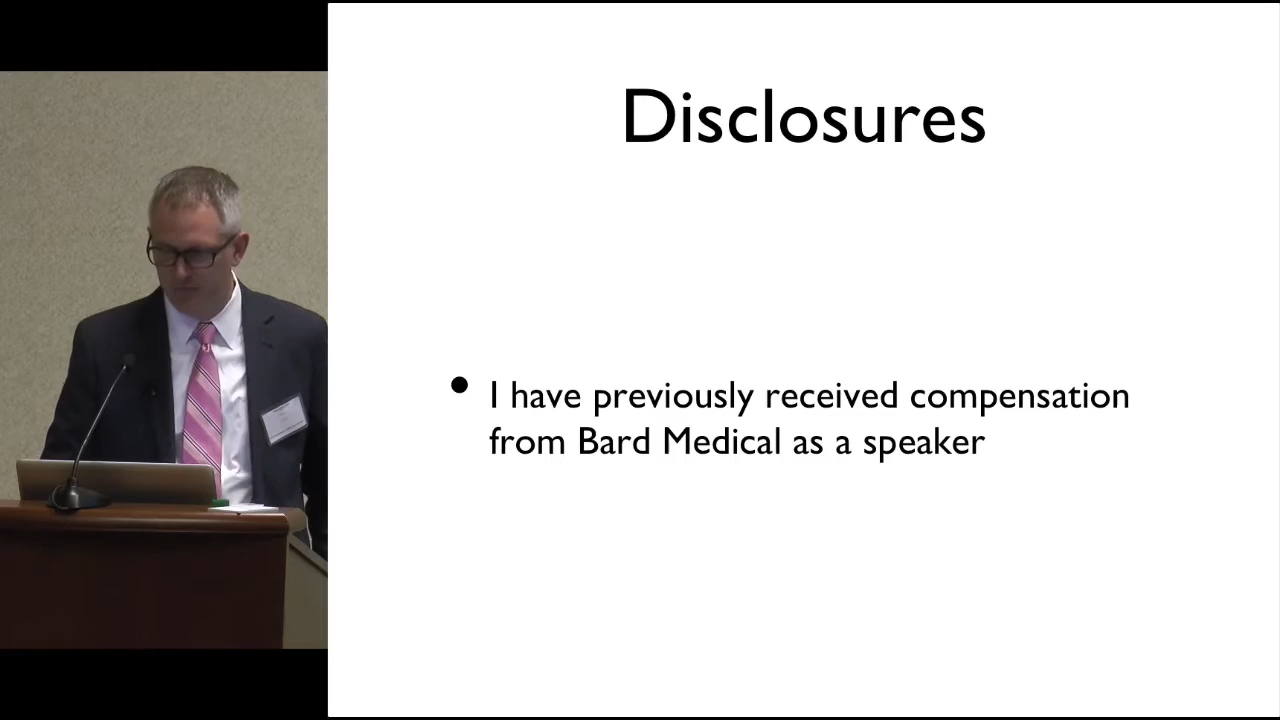 Disclosures
• I have previously received compensation
from Bard Medical as a speaker